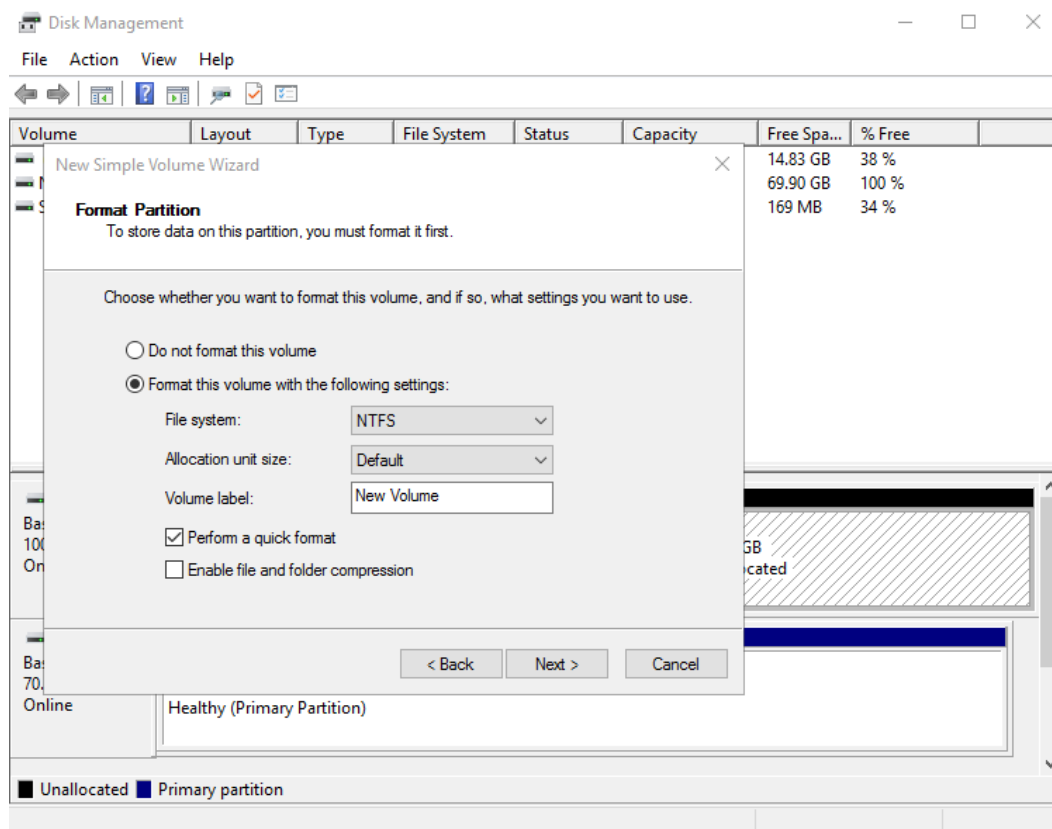 Disk Management
File Action View Help
Volume Layout Type File System Status Capacity Free Spa... % Free
14.83 GB 38 %
69.90 GB 100 %
169 MB 34 %
New Simple Volume Wizard
Format Partition
To store data on this partition, you must format it first.
Choose whether you want to format this volume, and if so, what settings you want to use.
Do not format this volume
Format this volume with the following settings:
File system: NTFS
Allocation unit size: Default
Volume label: New Volume
Perform a quick format
Enable file and folder compression
< Back Next > Cancel
GB
Online
Healthy (Primary Partition)
Unallocated Primary partition